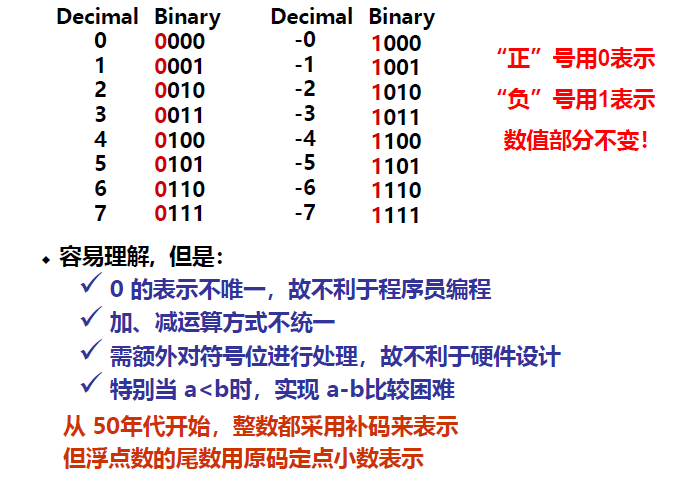 Decimal Binary Decimal Binary
0 0000 -0 1000
1 0001 -1 1001
2 0010 -2 1010
3 0011 -3 1011
4 0100 -4 1100
5 0101 -5 1101
6 0110 -6 1110
7 0111 -7 1111
“正”号用0表示
“负”号用1表示
数值部分不变！
◆ 容易理解, 但是：
✓ 0 的表示不唯一，故不利于程序员编程
✓ 加、减运算方式不统一
✓ 需额外对符号位进行处理，故不利于硬件设计
✓ 特别当 a<b时，实现 a-b比较困难
从 50年代开始，整数都采用补码来表示
但浮点数的尾数用原码定点小数表示